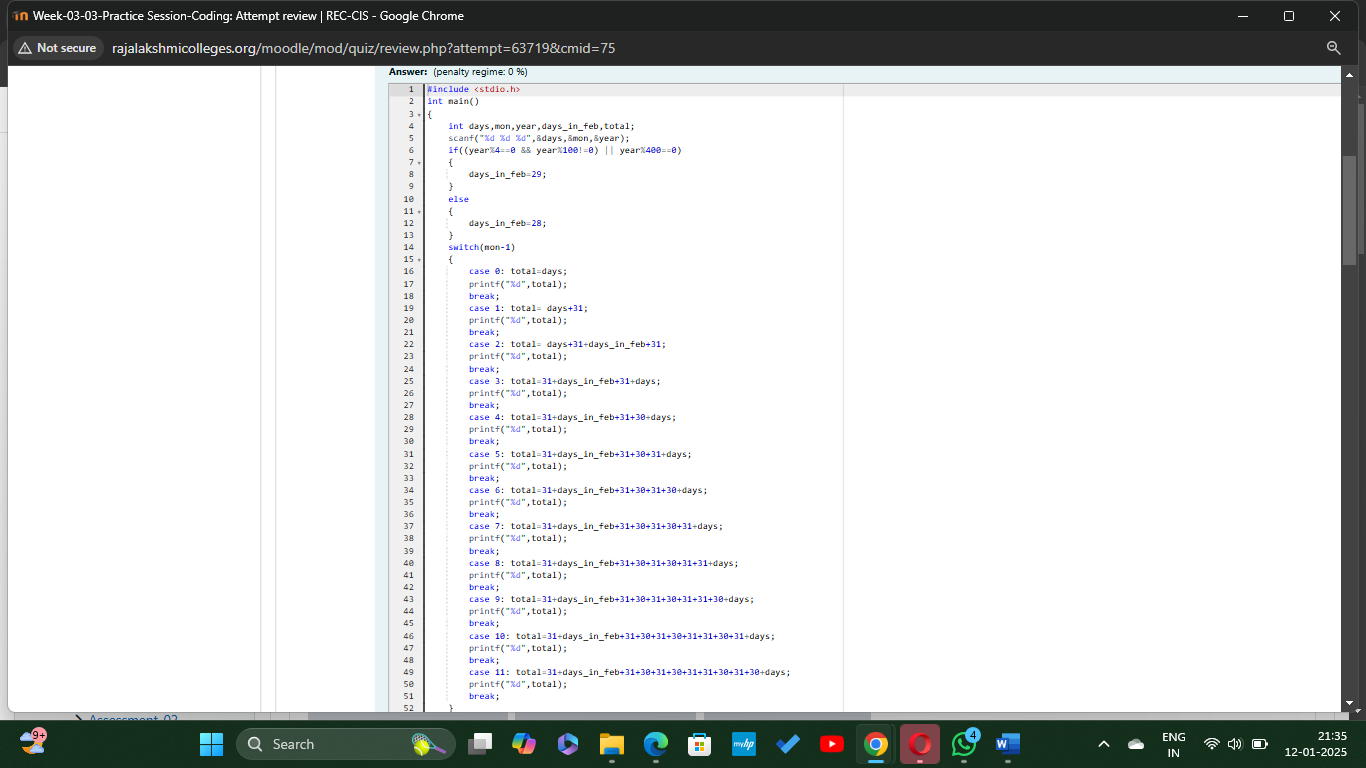 Week-03-03-Practice Session-Coding: Attempt review | REC-CIS - Google Chrome
Not secure rajalakshmicolleges.org/moodle/mod/quiz/review.php?attempt=63719&cmid=75
Answer: (penalty regime: 0 %)
1 #include <stdio.h>
2 int main()
3 {
4 int days,mon,year,days_in_feb,total;
5 scanf("%d %d %d",&days,&mon,&year);
6 if((year%4==0 && year%100!=0) || year%400==0)
7 {
8 days_in_feb=29;
9 }
10 else
11 {
12 days_in_feb=28;
13 }
14 switch(mon-1)
15 {
16 case 0: total=days;
17 printf("%d",total);
18 break;
19 case 1: total= days+31;
20 printf("%d",total);
21 break;
22 case 2: total= days+31+days_in_feb+31;
23 printf("%d",total);
24 break;
25 case 3: total=31+days_in_feb+31+days;
26 printf("%d",total);
27 break;
28 case 4: total=31+days_in_feb+31+30+days;
29 printf("%d",total);
30 break;
31 case 5: total=31+days_in_feb+31+30+31+days;
32 printf("%d",total);
33 break;
34 case 6: total=31+days_in_feb+31+30+31+30+days;
35 printf("%d",total);
36 break;
37 case 7: total=31+days_in_feb+31+30+31+30+31+days;
38 printf("%d",total);
39 break;
40 case 8: total=31+days_in_feb+31+30+31+30+31+31+days;
41 printf("%d",total);
42 break;
43 case 9: total=31+days_in_feb+31+30+31+30+31+31+30+days;
44 printf("%d",total);
45 break;
46 case 10: total=31+days_in_feb+31+30+31+30+31+31+30+31+days;
47 printf("%d",total);
48 break;
49 case 11: total=31+days_in_feb+31+30+31+30+31+31+30+31+30+days;
50 printf("%d",total);
51 break;
52 }
Assessment-02
9+
Search
myhp
4
ENG
IN
21:35
12-01-2025